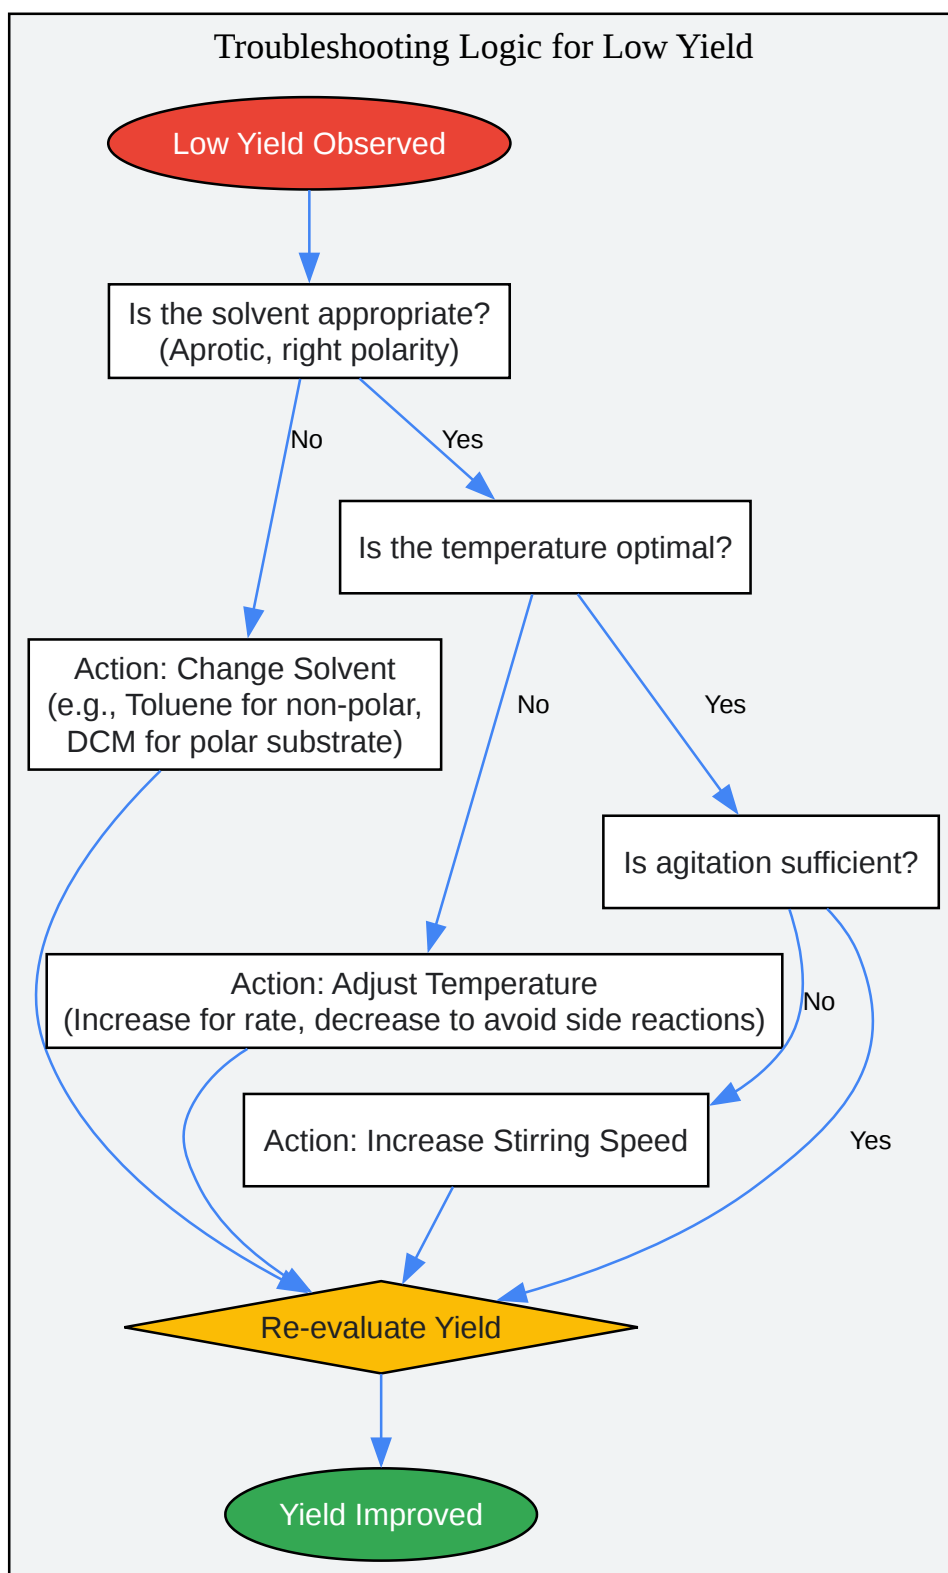 Troubleshooting Logic for Low Yield
Low Yield Observed
Is the solvent appropriate?
(Aprotic, right polarity)
No
Yes
Is the temperature optimal?
Action: Change Solvent
(e.g., Toluene for non-polar,
DCM for polar substrate)
No
Yes
Is agitation sufficient?
Action: Adjust Temperature
(Increase for rate, decrease to avoid side reactions)
No
Action: Increase Stirring Speed
Yes
Re-evaluate Yield
Yield Improved